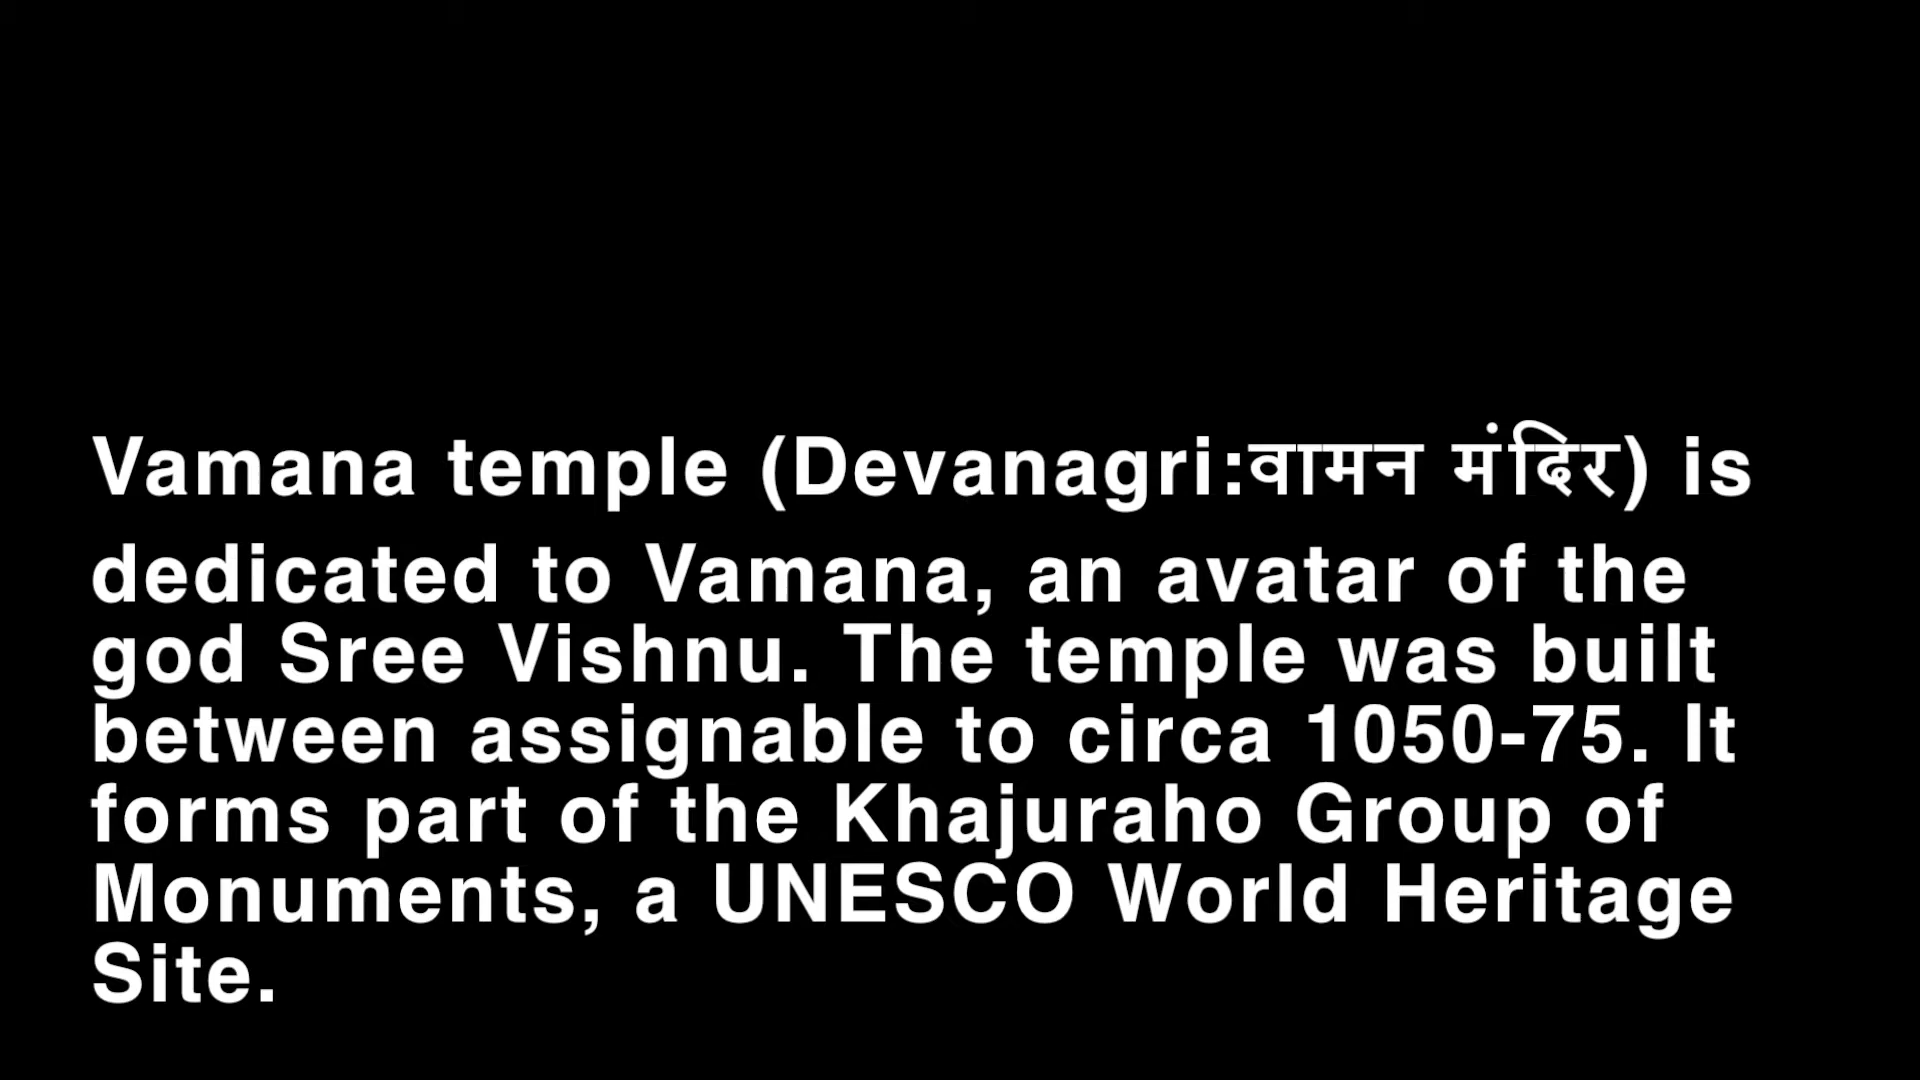 Vamana temple (Devanagri:वामन मंदिर) is
dedicated to Vamana, an avatar of the
god Sree Vishnu. The temple was built
between assignable to circa 1050-75. It
forms part of the Khajuraho Group of
Monuments, a UNESCO World Heritage
Site.